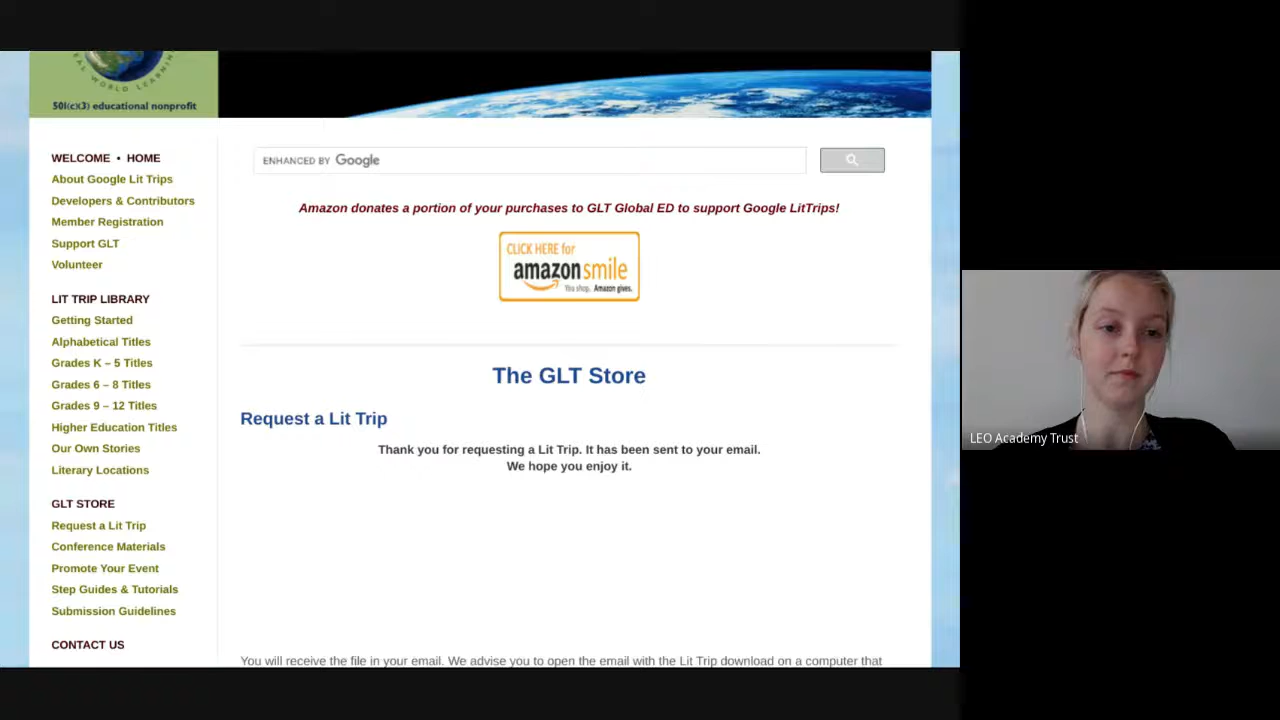 REAL WORLD LEARNING
501(c)(3) educational nonprofit
WELCOME • HOME
About Google Lit Trips
Developers & Contributors
Member Registration
Support GLT
Volunteer
LIT TRIP LIBRARY
Getting Started
Alphabetical Titles
Grades K – 5 Titles
Grades 6 – 8 Titles
Grades 9 – 12 Titles
Higher Education Titles
Our Own Stories
Literary Locations
GLT STORE
Request a Lit Trip
Conference Materials
Promote Your Event
Step Guides & Tutorials
Submission Guidelines
CONTACT US
ENHANCED BY Google
Amazon donates a portion of your purchases to GLT Global ED to support Google LitTrips!
CLICK HERE for
amazonsmile
You shop. Amazon gives.
The GLT Store
Request a Lit Trip
Thank you for requesting a Lit Trip. It has been sent to your email.
We hope you enjoy it.
You will receive the file in your email. We advise you to open the email with the Lit Trip download on a computer that
LEO Academy Trust